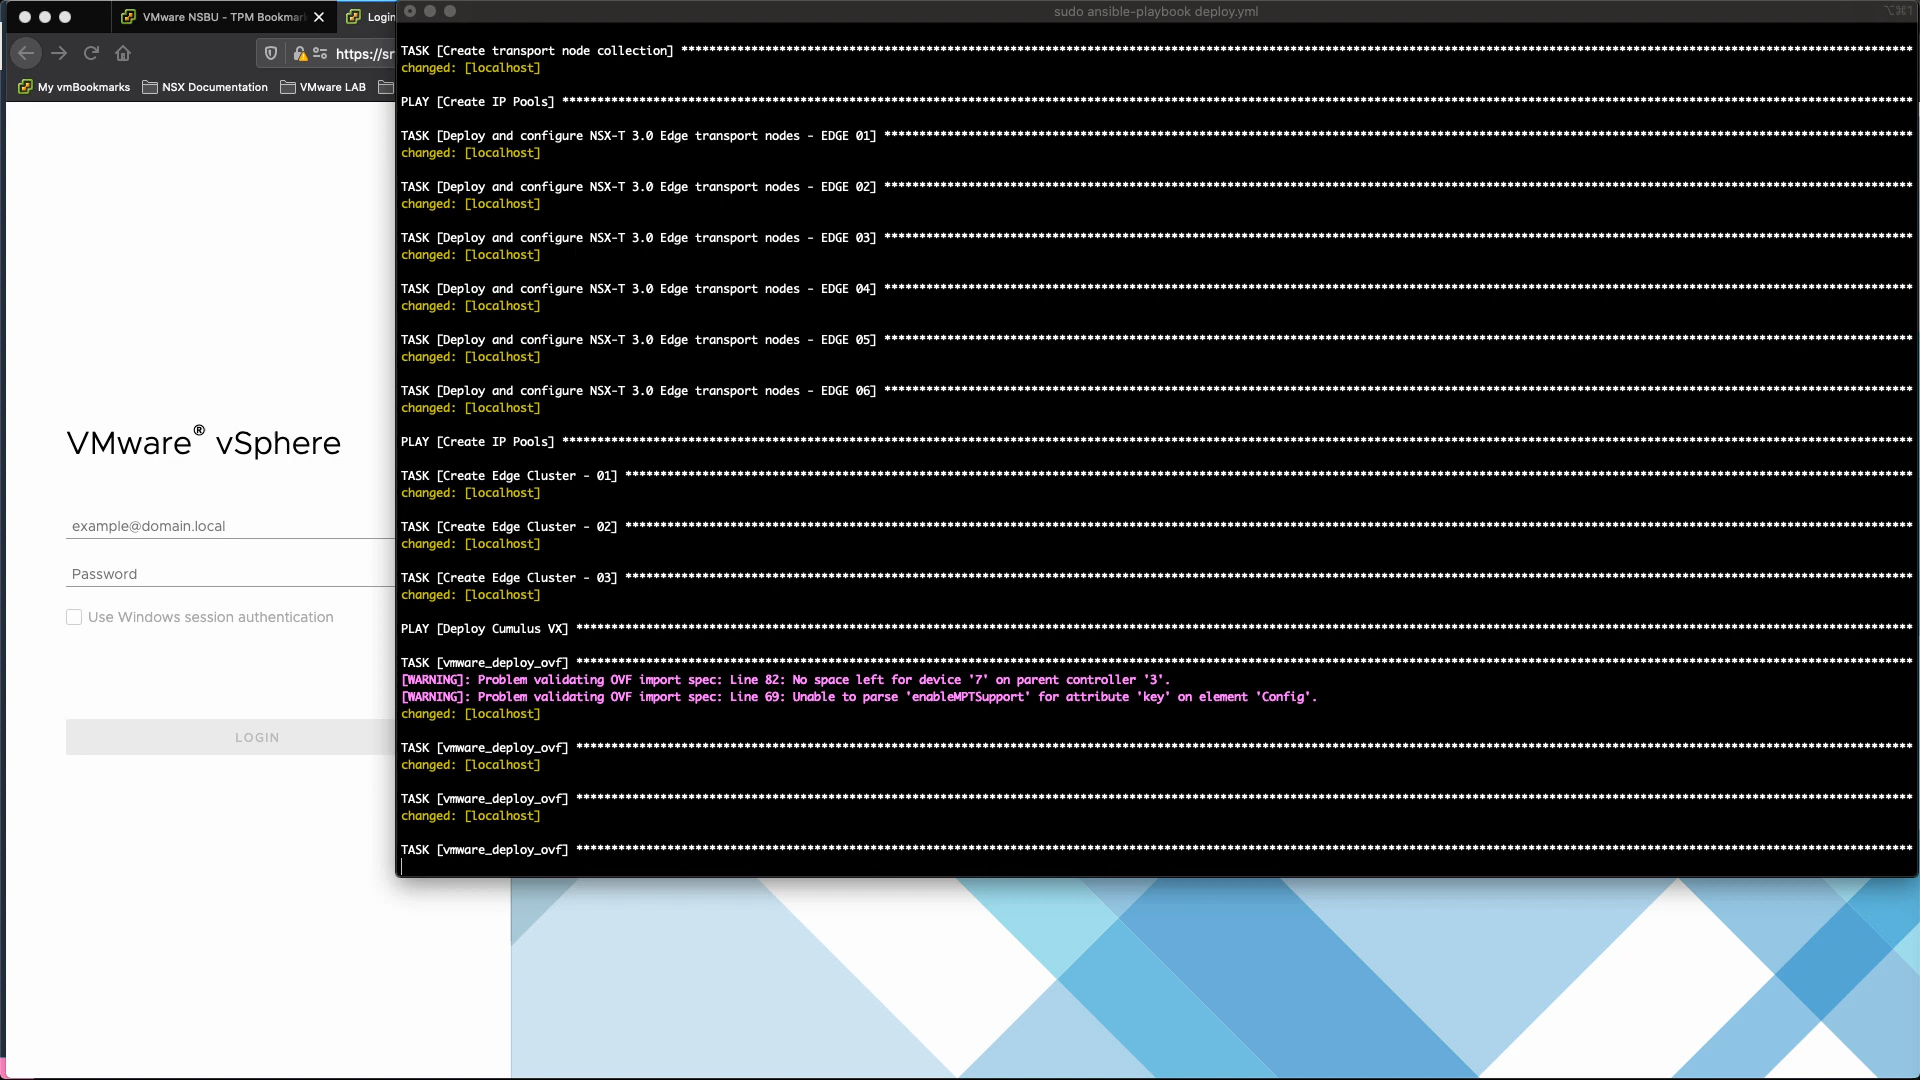 VMware NSBU - TPM Bookmar
Login
sudo ansible-playbook deploy.yml
⌥⌘1
https://sr
My vmBookmarks
NSX Documentation
VMware LAB
VMware® vSphere
example@domain.local
Password
Use Windows session authentication
LOGIN
TASK [Create transport node collection] ****
changed: [localhost]
PLAY [Create IP Pools] ****
TASK [Deploy and configure NSX-T 3.0 Edge transport nodes - EDGE 01] ****
changed: [localhost]
TASK [Deploy and configure NSX-T 3.0 Edge transport nodes - EDGE 02] ****
changed: [localhost]
TASK [Deploy and configure NSX-T 3.0 Edge transport nodes - EDGE 03] ****
changed: [localhost]
TASK [Deploy and configure NSX-T 3.0 Edge transport nodes - EDGE 04] ****
changed: [localhost]
TASK [Deploy and configure NSX-T 3.0 Edge transport nodes - EDGE 05] ****
changed: [localhost]
TASK [Deploy and configure NSX-T 3.0 Edge transport nodes - EDGE 06] ****
changed: [localhost]
PLAY [Create IP Pools] ****
TASK [Create Edge Cluster - 01] ****
changed: [localhost]
TASK [Create Edge Cluster - 02] ****
changed: [localhost]
TASK [Create Edge Cluster - 03] ****
changed: [localhost]
PLAY [Deploy Cumulus VX] ****
TASK [vmware_deploy_ovf] ****
[WARNING]: Problem validating OVF import spec: Line 82: No space left for device '7' on parent controller '3'.
[WARNING]: Problem validating OVF import spec: Line 69: Unable to parse 'enableMPTSupport' for attribute 'key' on element 'Config'.
changed: [localhost]
TASK [vmware_deploy_ovf] ****
changed: [localhost]
TASK [vmware_deploy_ovf] ****
changed: [localhost]
TASK [vmware_deploy_ovf] ****